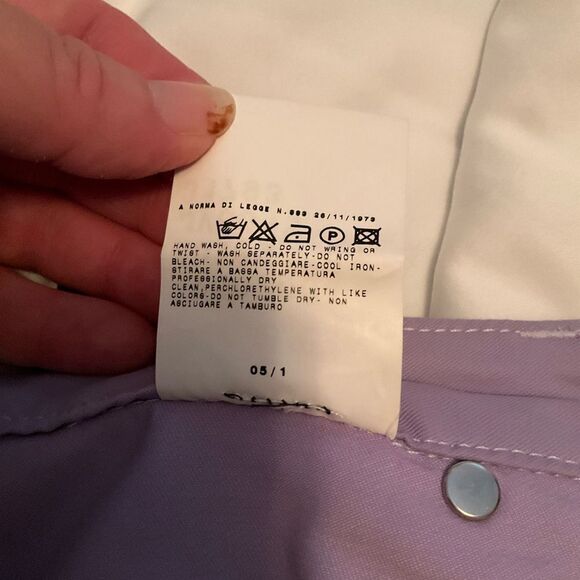 A NORMA DI LEGGE N.883 26/11/1973
HAND WASH, COLD - DO NOT WRING OR
TWIST - WASH SEPARATELY-DO NOT
BLEACH- NON CANDEGGIARE-COOL IRON-
STIRARE A BASSA TEMPERATURA
PROFESSIONALLY DRY
CLEAN,PERCHLORETHYLENE WITH LIKE
COLORS-DO NOT TUMBLE DRY- NON
ASCIUGARE A TAMBURO
05/1